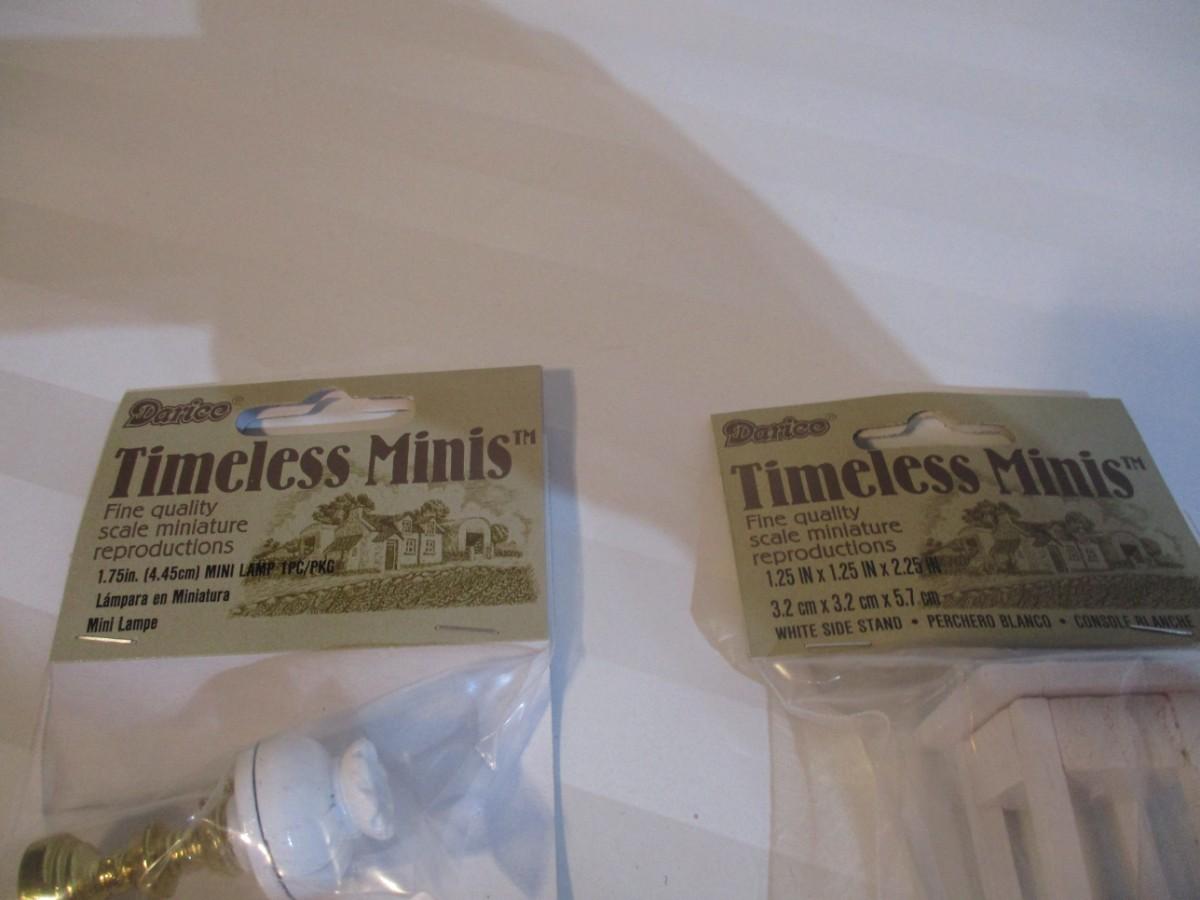 Darice®
Timeless Minis™
Fine quality
scale miniature
reproductions
1.75in. (4.45cm) MINI LAMP 1PC/PKG
Lámpara en Miniatura
Mini Lampe
Darice®
Timeless Minis™
Fine quality
scale miniature
reproductions
1.25 IN x 1.25 IN x 2.25 IN
3.2 cm x 3.2 cm x 5.7 cm
WHITE SIDE STAND • PERCHERO BLANCO • CONSOLE BLANCHE